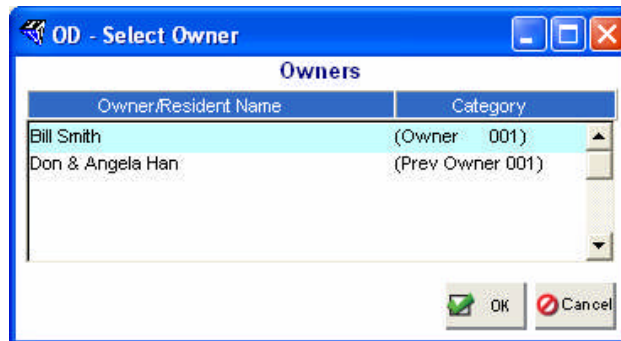 OD - Select Owner
Owners
Owner/Resident Name Category
Bill Smith (Owner 001)
Don & Angela Han (Prev Owner 001)
OK Cancel